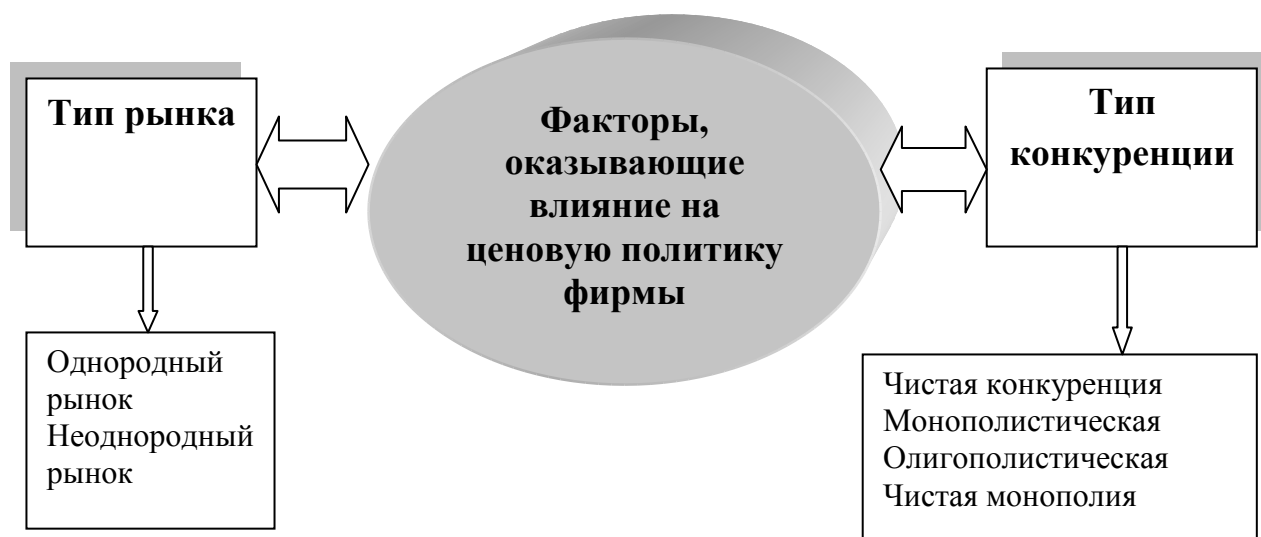 Тип рынка
Факторы,
оказывающие
влияние на
ценовую политику
фирмы
Тип
конкуренции
Однородный
рынок
Неоднородный
рынок
Чистая конкуренция
Монополистическая
Олигополистическая
Чистая монополия